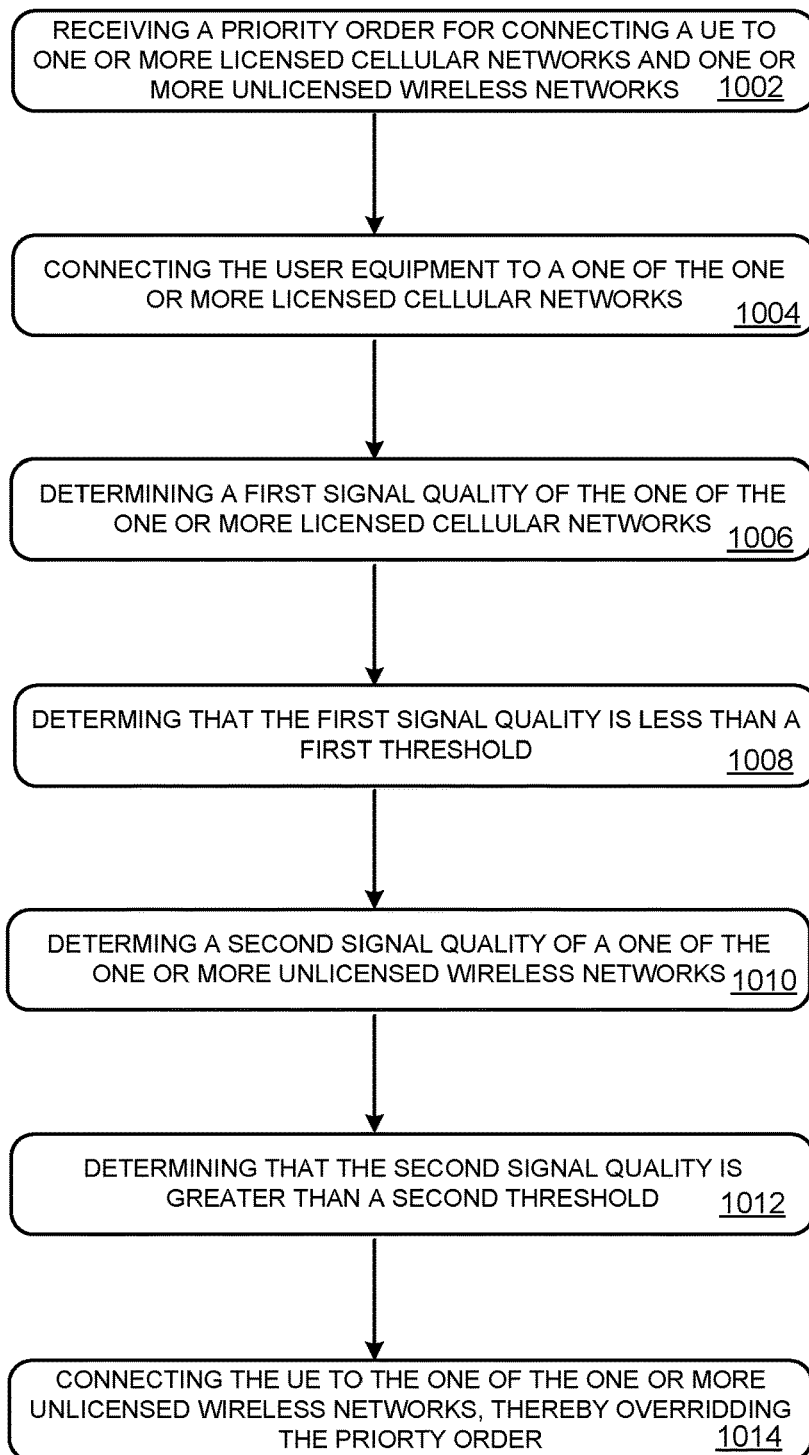 RECEIVING A PRIORITY ORDER FOR CONNECTING A UE TO
ONE OR MORE LICENSED CELLULAR NETWORKS AND ONE OR
MORE UNLICENSED WIRELESS NETWORKS 1002
CONNECTING THE USER EQUIPMENT TO A ONE OF THE ONE
OR MORE LICENSED CELLULAR NETWORKS 1004
DETERMINING A FIRST SIGNAL QUALITY OF THE ONE OF THE
ONE OR MORE LICENSED CELLULAR NETWORKS 1006
DETERMING THAT THE FIRST SIGNAL QUALITY IS LESS THAN A
FIRST THRESHOLD 1008
DETERMING A SECOND SIGNAL QUALITY OF A ONE OF THE
ONE OR MORE UNLICENSED WIRELESS NETWORKS 1010
DETERMINING THAT THE SECOND SIGNAL QUALITY IS
GREATER THAN A SECOND THRESHOLD 1012
CONNECTING THE UE TO THE ONE OF THE ONE OR MORE
UNLICENSED WIRELESS NETWORKS, THEREBY OVERRIDDING
THE PRIORTY ORDER 1014